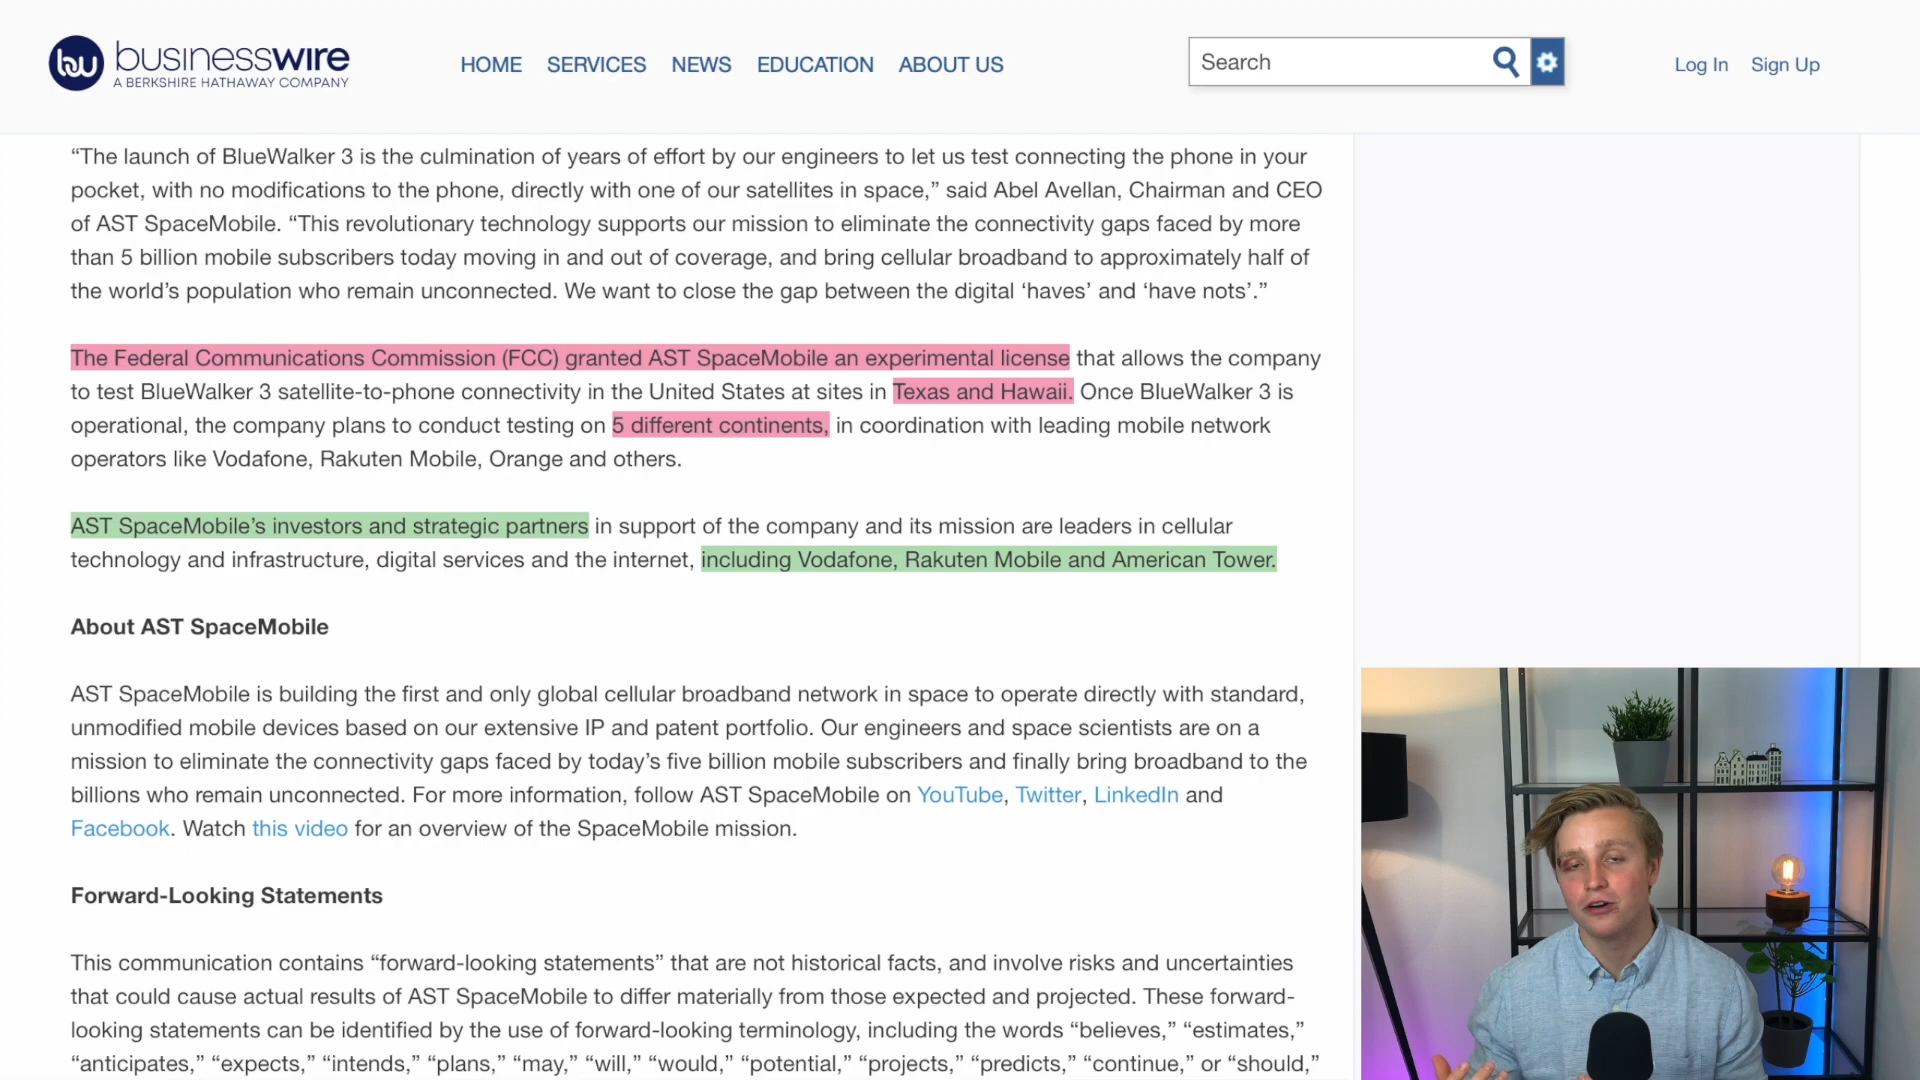 businesswire
A BERKSHIRE HATHAWAY COMPANY
HOME SERVICES NEWS EDUCATION ABOUT US
Search
Log In Sign Up
“The launch of BlueWalker 3 is the culmination of years of effort by our engineers to let us test connecting the phone in your
pocket, with no modifications to the phone, directly with one of our satellites in space,” said Abel Avellan, Chairman and CEO
of AST SpaceMobile. “This revolutionary technology supports our mission to eliminate the connectivity gaps faced by more
than 5 billion mobile subscribers today moving in and out of coverage, and bring cellular broadband to approximately half of
the world’s population who remain unconnected. We want to close the gap between the digital ‘haves’ and ‘have nots’.”
The Federal Communications Commission (FCC) granted AST SpaceMobile an experimental license that allows the company
to test BlueWalker 3 satellite-to-phone connectivity in the United States at sites in Texas and Hawaii. Once BlueWalker 3 is
operational, the company plans to conduct testing on 5 different continents, in coordination with leading mobile network
operators like Vodafone, Rakuten Mobile, Orange and others.
AST SpaceMobile’s investors and strategic partners in support of the company and its mission are leaders in cellular
technology and infrastructure, digital services and the internet, including Vodafone, Rakuten Mobile and American Tower.
About AST SpaceMobile
AST SpaceMobile is building the first and only global cellular broadband network in space to operate directly with standard,
unmodified mobile devices based on our extensive IP and patent portfolio. Our engineers and space scientists are on a
mission to eliminate the connectivity gaps faced by today’s five billion mobile subscribers and finally bring broadband to the
billions who remain unconnected. For more information, follow AST SpaceMobile on YouTube, Twitter, LinkedIn and
Facebook. Watch this video for an overview of the SpaceMobile mission.
Forward-Looking Statements
This communication contains “forward-looking statements” that are not historical facts, and involve risks and uncertainties
that could cause actual results of AST SpaceMobile to differ materially from those expected and projected. These forward-
looking statements can be identified by the use of forward-looking terminology, including the words “believes,” “estimates,”
“anticipates,” “expects,” “intends,” “plans,” “may,” “will,” “would,” “potential,” “projects,” “predicts,” “continue,” or “should,”